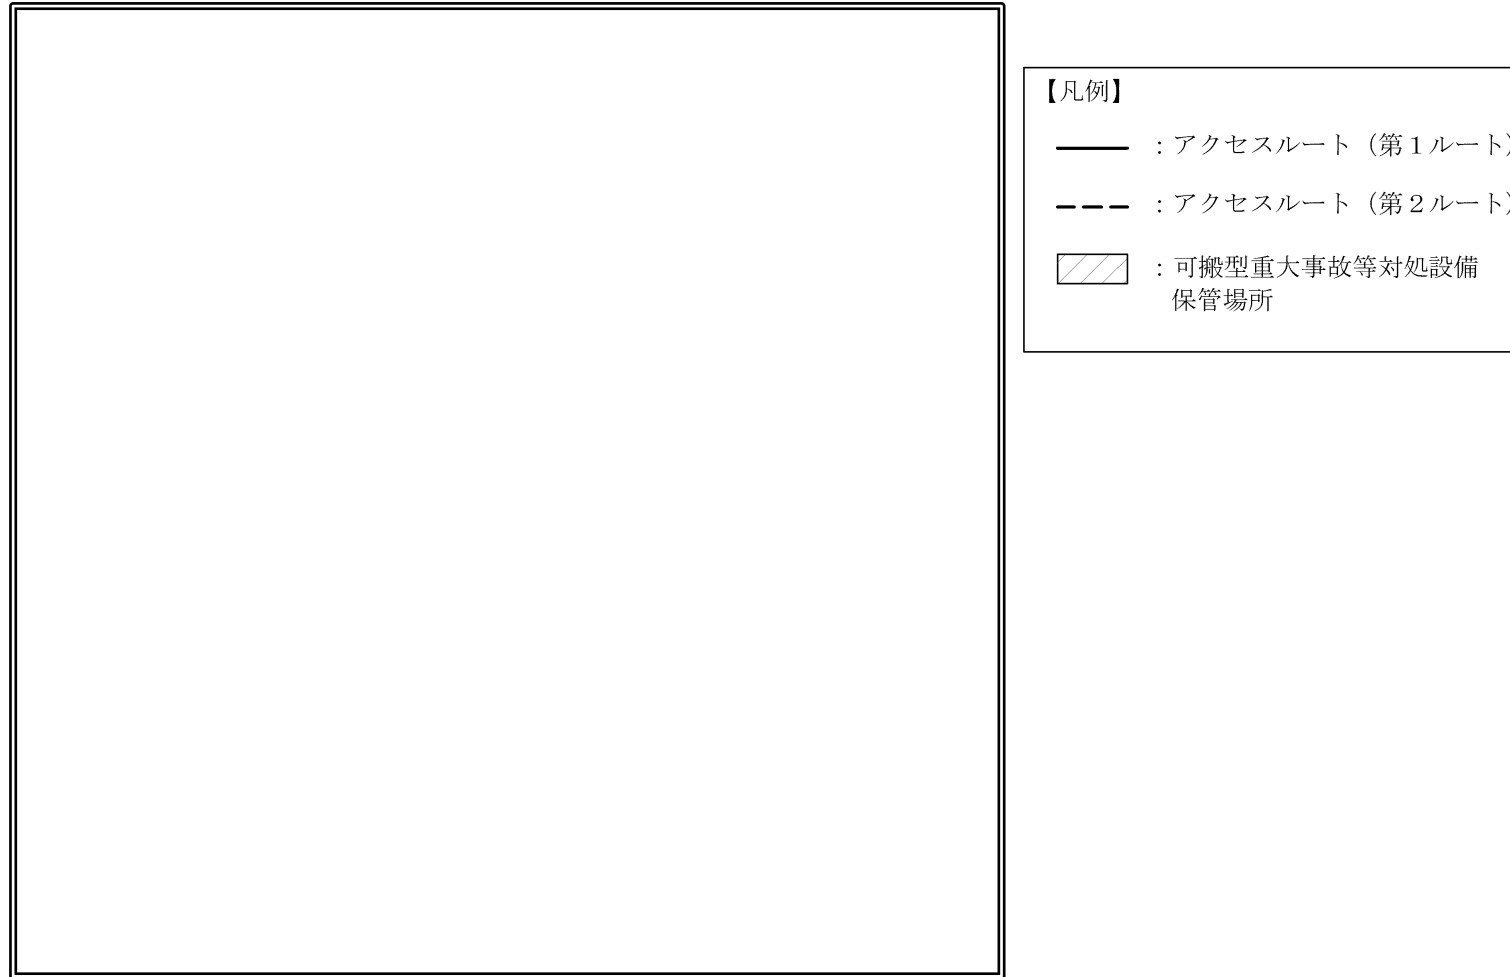 【凡例】
：アクセスルート（第１ルート）
：アクセスルート（第２ルート）
：可搬型重大事故等対処設備
保管場所